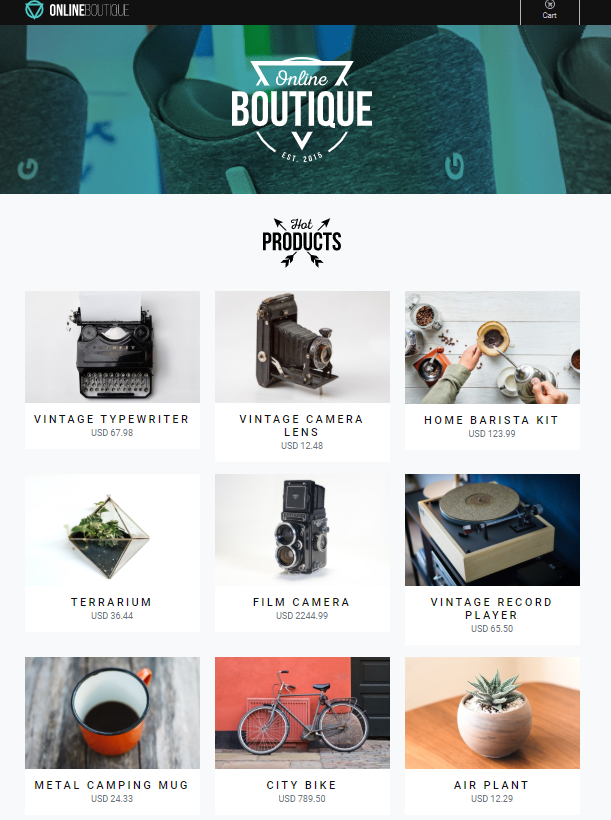 ONLINEBOUTIQUE
Cart
Online
BOUTIQUE
EST. 2015
G
G
Hot
PRODUCTS
VINTAGE TYPEWRITER
USD 67.98
VINTAGE CAMERA
LENS
USD 12.48
HOME BARISTA KIT
USD 123.99
TERRARIUM
USD 36.44
FILM CAMERA
USD 2244.99
VINTAGE RECORD
PLAYER
USD 65.50
METAL CAMPING MUG
USD 24.33
CITY BIKE
USD 789.50
AIR PLANT
USD 12.29